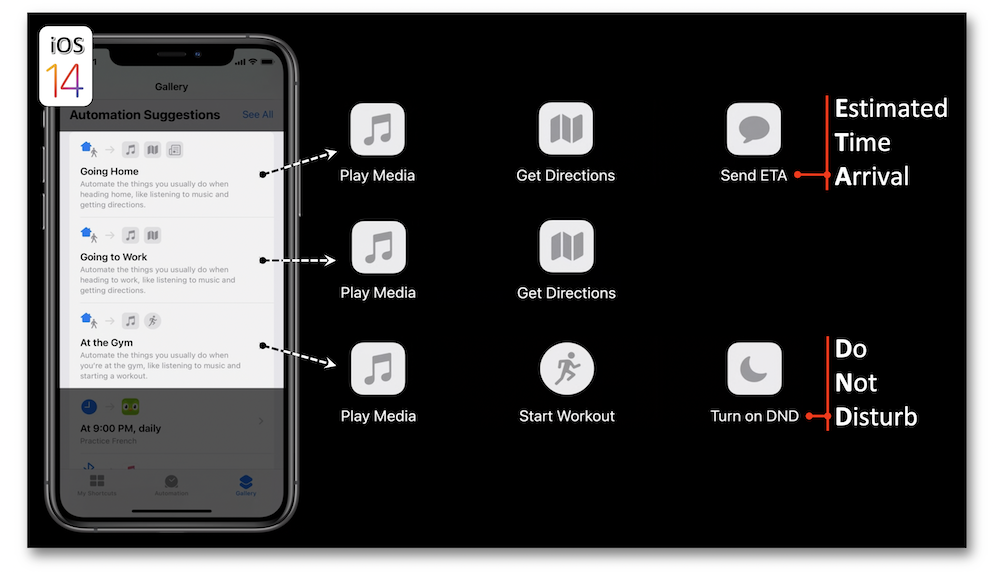 iOS
14
Gallery
Automation Suggestions
See All
Going Home
Automate the things you usually do when
heading home, like listening to music and
getting directions.
Going to Work
Automate the things you usually do when
heading to work, like listening to music and
getting directions.
At the Gym
Automate the things you usually do when
you're at the gym, like listening to music and
starting a workout.
At 9:00 PM, daily
Practice French
My Shortcuts
Automation
Gallery
Play Media
Get Directions
Send ETA
Estimated
Time
Arrival
Play Media
Get Directions
Play Media
Start Workout
Turn on DND
Do
Not
Disturb